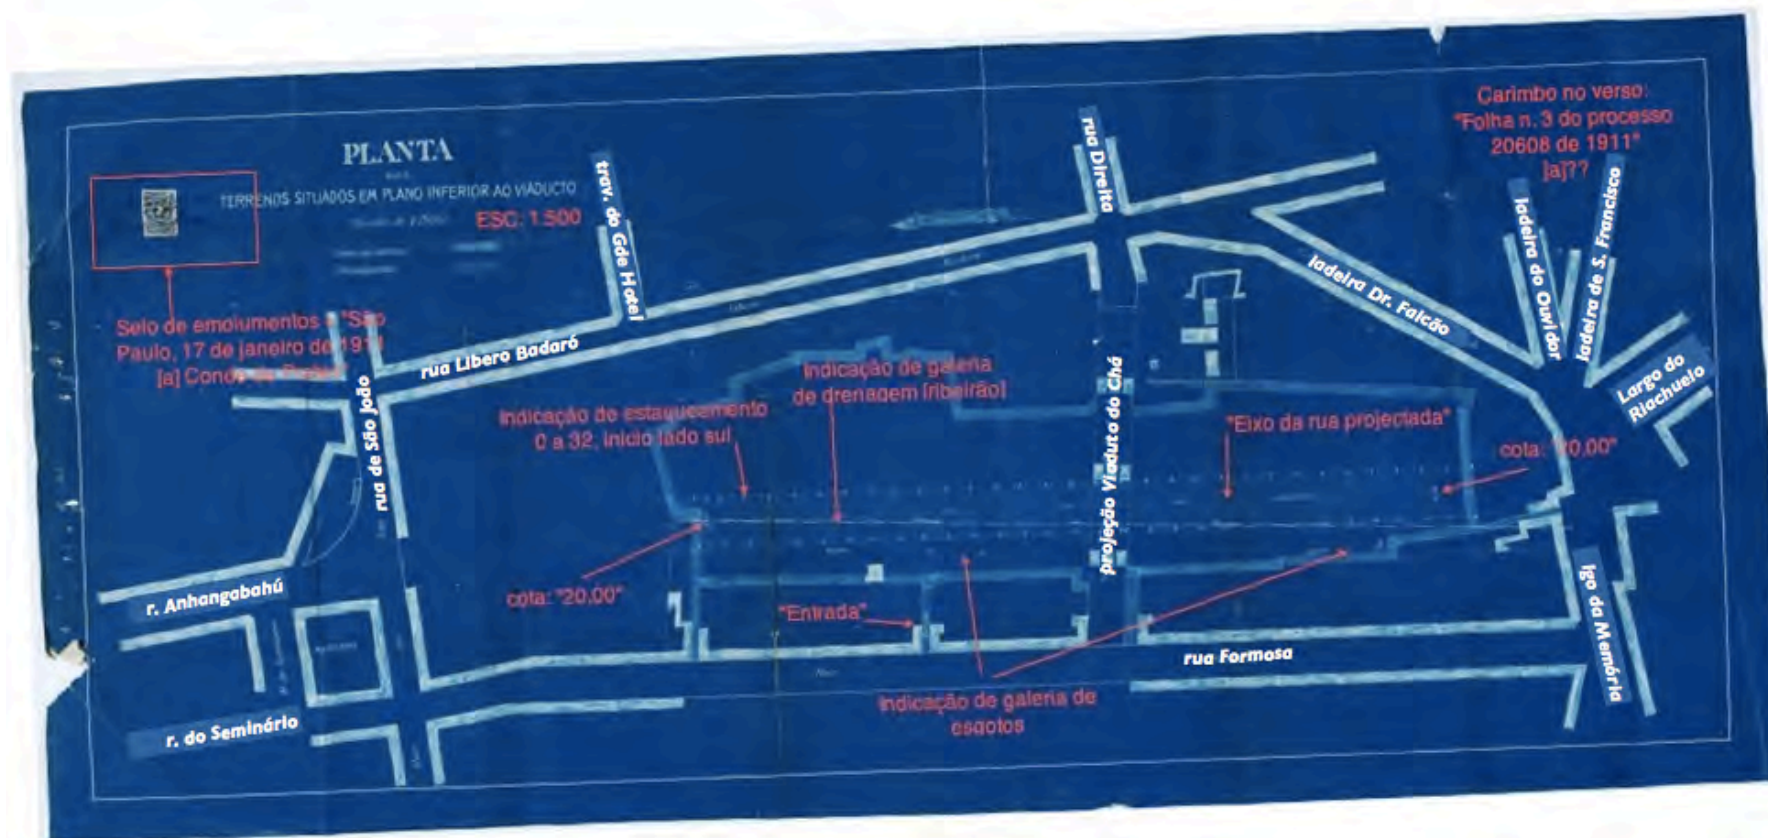 PLANTA
TERRENOS SITUADOS EM PLANO INFERIOR AO VIADUCTO
ESC: 1:500
Selo de emolumentos e "São
Paulo, 17 de janeiro de 1911
[a] Conde de
trav. do Gde Hotel
rua Direita
Carimbo no verso:
"Folha n. 3 do processo
20608 de 1911"
[a]??
ladeira do Ouvidor
ladeira de S. Francisco
ladeira Dr. Falcão
Largo do
Riachuelo
rua Libero Badaró
rua de São João
Indicação de estaqueamento
0 a 32, início lado sul
Indicação de galeria
de drenagem [ribeirão]
projeção Viaduto do Chá
"Eixo da rua projectada"
cota: "20,00"
cota: "20,00"
"Entrada"
r. Anhangabahú
r. do Seminário
rua Formosa
lgo da Memória
Indicação de galeria de
esgotos